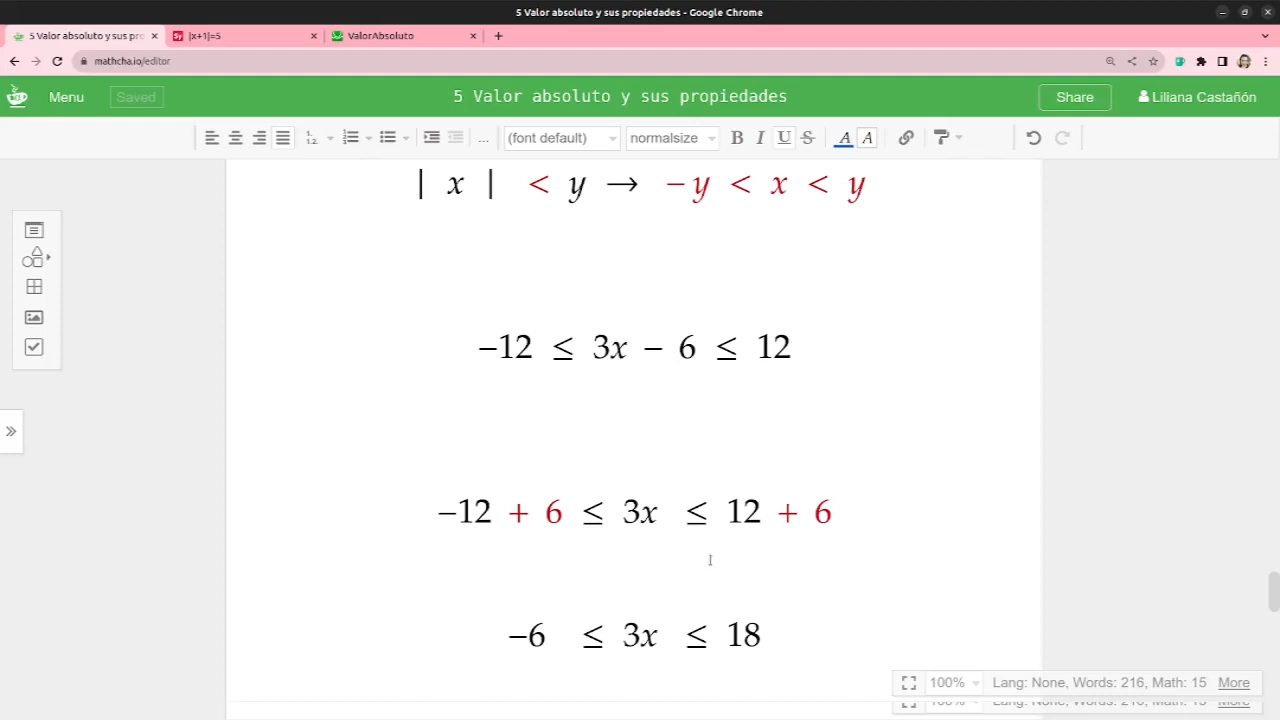 5 Valor absoluto y sus propiedades - Google Chrome
5 Valor absoluto y sus pro
|x+1|=5
ValorAbsoluto
mathcha.io/editor
Menu
Saved
5 Valor absoluto y sus propiedades
Share
Liliana Castañón
(font default)
normalsize
B I U S A A
| x | < y → −y < x < y
−12 ≤ 3x − 6 ≤ 12
−12 + 6 ≤ 3x ≤ 12 + 6
−6 ≤ 3x ≤ 18
100% Lang: None, Words: 216, Math: 15 More